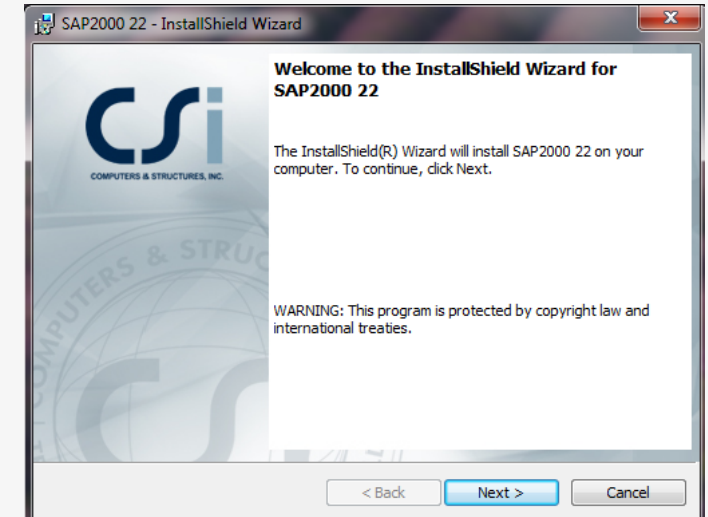 SAP2000 22 - InstallShield Wizard
Welcome to the InstallShield Wizard for
SAP2000 22
CSi
COMPUTERS & STRUCTURES, INC.
The InstallShield(R) Wizard will install SAP2000 22 on your
computer. To continue, click Next.
WARNING: This program is protected by copyright law and
international treaties.
< Back
Next >
Cancel